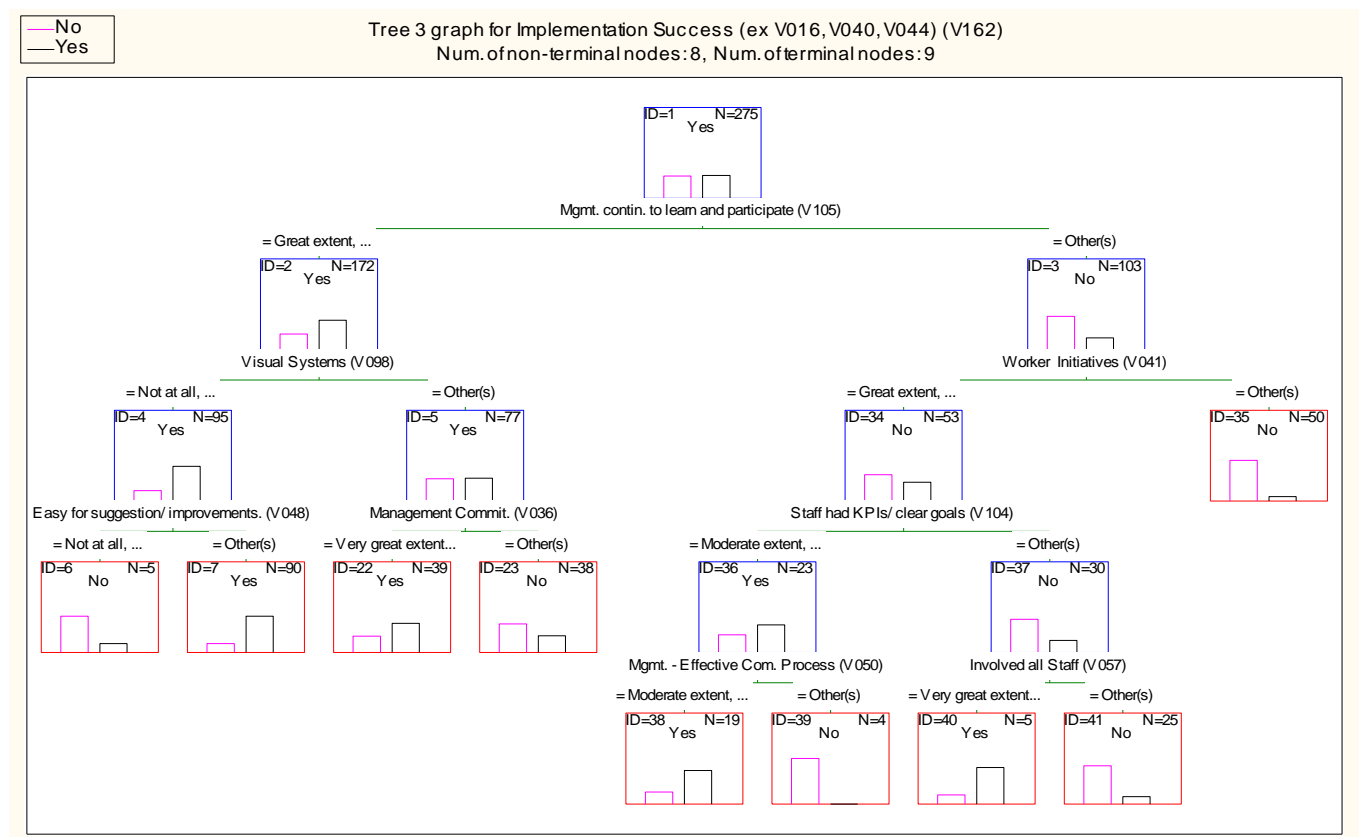 No
Yes
Tree 3 graph for Implementation Success (ex V016, V040, V044) (V162)
Num. of non-terminal nodes: 8, Num. of terminal nodes: 9
ID=1 N=275
Yes
Mgmt. contin. to learn and participate (V105)
= Great extent, ... = Other(s)
ID=2 N=172 ID=3 N=103
Yes No
Visual Systems (V098) Worker Initiatives (V041)
= Not at all, ... = Other(s) = Great extent, ... = Other(s)
ID=4 N=95 ID=5 N=77 ID=34 N=53 ID=35 N=50
Yes Yes No No
Easy for suggestion/ improvements. (V048) Management Commit. (V036) Staff had KPIs/ clear goals (V104)
= Not at all, ... = Other(s) = Very great extent... = Other(s) = Moderate extent, ... = Other(s)
ID=6 N=5 ID=7 N=90 ID=22 N=39 ID=23 N=38 ID=36 N=23 ID=37 N=30
No Yes Yes No Yes No
Mgmt. - Effective Com. Process (V050) Involved all Staff (V057)
= Moderate extent, ... = Other(s) = Very great extent... = Other(s)
ID=38 N=19 ID=39 N=4 ID=40 N=5 ID=41 N=25
Yes No Yes No